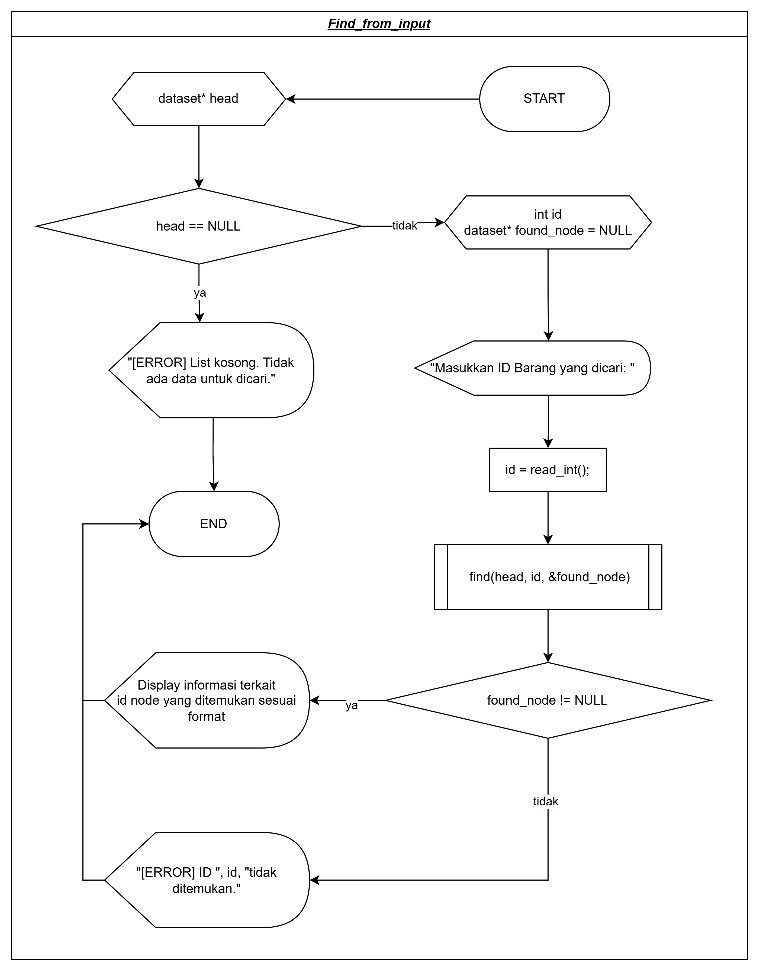 Find_from_input
START
dataset* head
head == NULL
tidak
int id
dataset* found_node = NULL
ya
"[ERROR] List kosong. Tidak
ada data untuk dicari."
"Masukkan ID Barang yang dicari: "
id = read_int();
END
find(head, id, &found_node)
found_node != NULL
ya
Display informasi terkait
id node yang ditemukan sesuai
format
tidak
"[ERROR] ID ", id, "tidak
ditemukan."